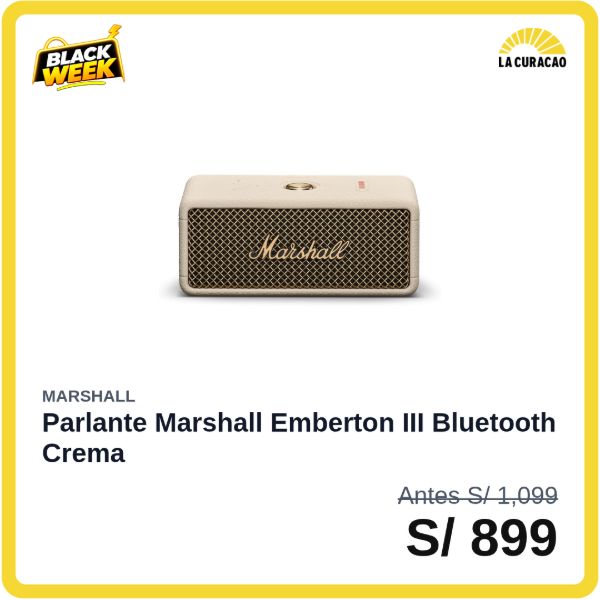 BLACK
WEEK
LA CURACAO
Marshall
MARSHALL
Parlante Marshall Emberton III Bluetooth
Crema
Antes S/ 1,099
S/ 899